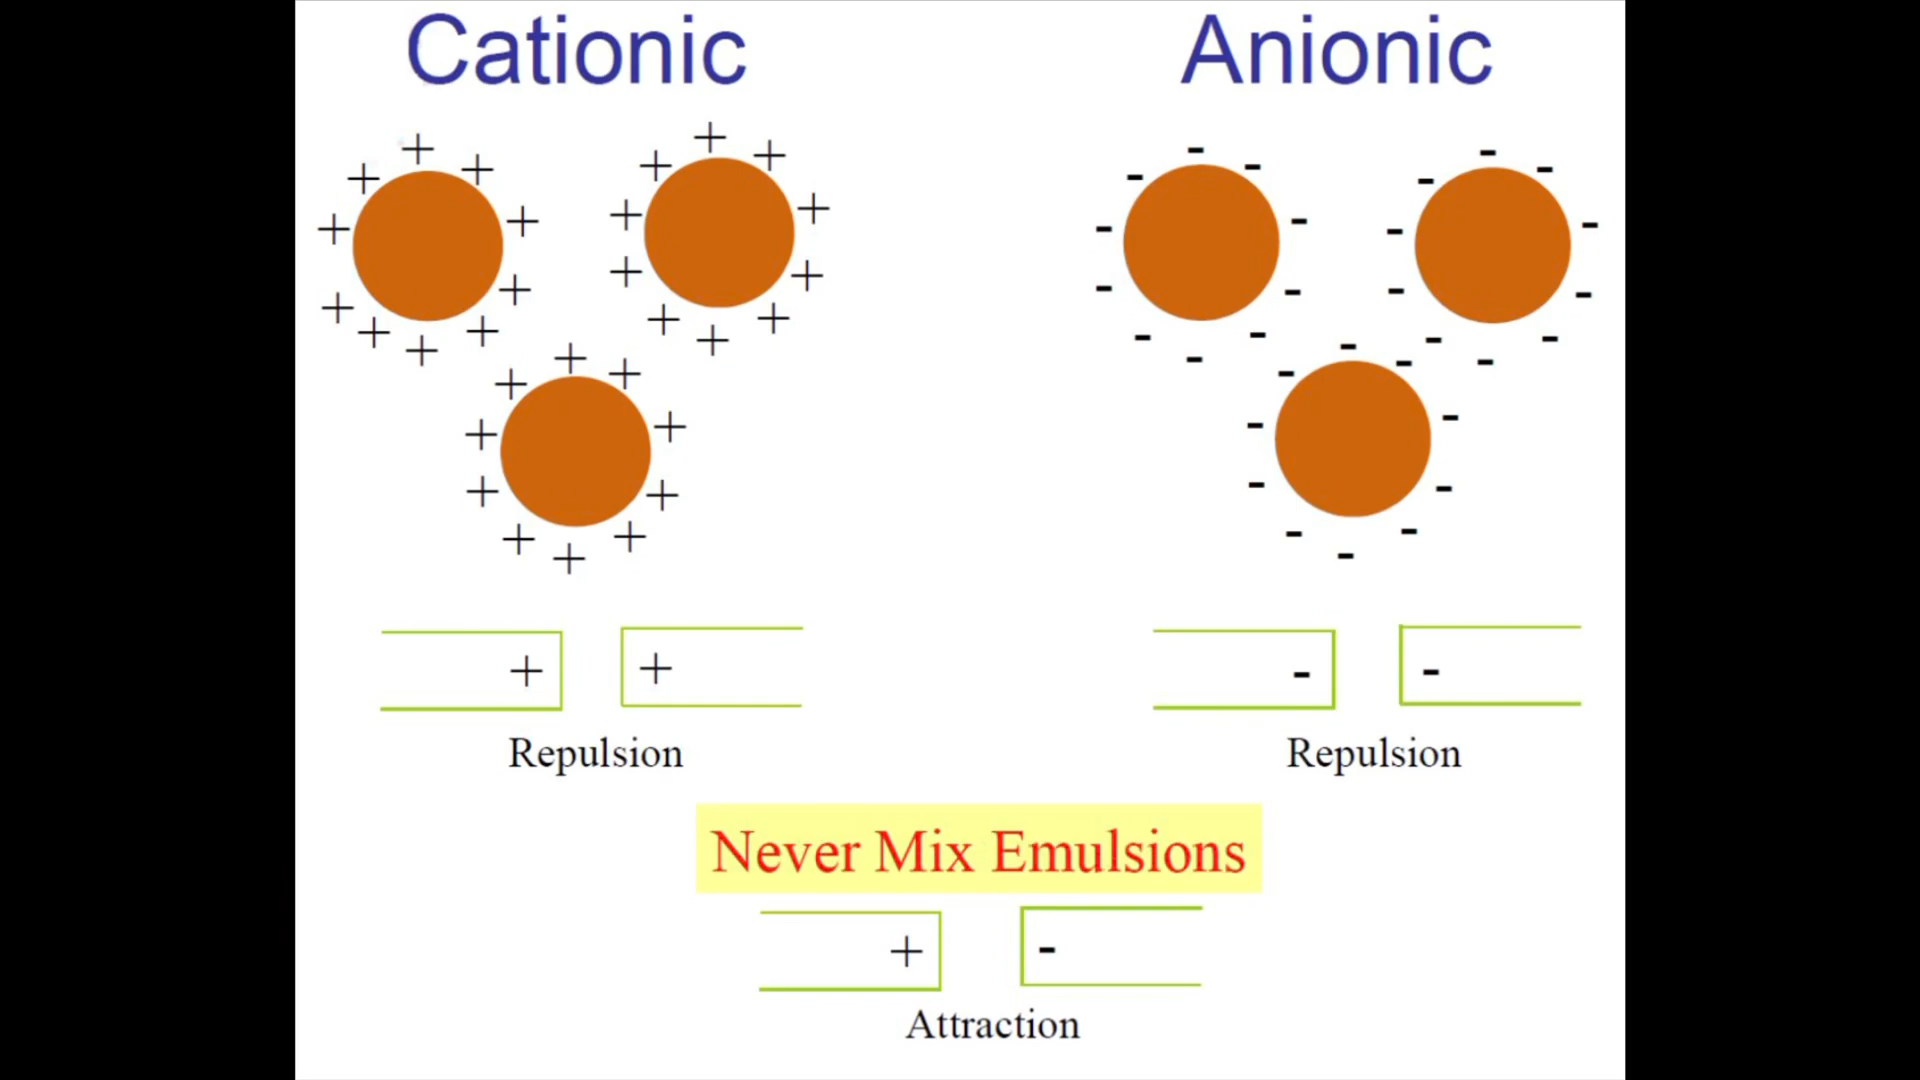 Cationic
Anionic
+ +
- -
Repulsion
Repulsion
Never Mix Emulsions
+ -
Attraction